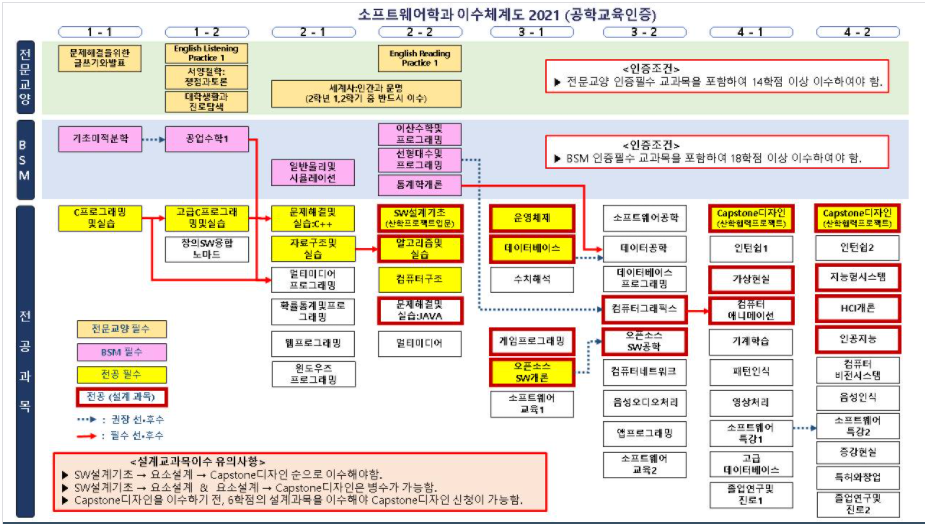 소프트웨어학과 이수체계도 2021 (공학교육인증)
1 - 1
1 - 2
2 - 1
2 - 2
3 - 1
3 - 2
4 - 1
4 - 2
전문교양
문제해결을위한
글쓰기와발표
English Listening
Practice 1
서양철학:
쟁점과토론
대학생활과
진로탐색
세계사:인간과 문명
(2학년 1,2학기 중 반드시 이수)
English Reading
Practice 1
<인증조건>
▶ 전문교양 인증필수 교과목을 포함하여 14학점 이상 이수하여야 함.
BSM
기초미적분학
공업수학1
일반물리및
시뮬레이션
이산수학및
프로그래밍
선형대수및
프로그래밍
통계학개론
<인증조건>
▶ BSM 인증필수 교과목을 포함하여 18학점 이상 이수하여야 함.
전공과목
C프로그래밍
및실습
고급C프로그래
밍및실습
창의SW융합
노마드
문제해결및
실습:C++
자료구조및
실습
멀티미디어
프로그래밍
확률통계및프로
그래밍
웹프로그래밍
윈도우즈
프로그래밍
SW설계기초
(산학프로젝트입문)
알고리즘및
실습
컴퓨터구조
문제해결및
실습:JAVA
멀티미디어
운영체제
데이터베이스
수치해석
게임프로그래밍
오픈소스
SW개론
소프트웨어
교육1
소프트웨어공학
데이터공학
데이터베이스
프로그래밍
컴퓨터그래픽스
오픈소스
SW공학
컴퓨터네트워크
음성오디오처리
앱프로그래밍
소프트웨어
교육2
Capstone디자인
(산학협력프로젝트)
인턴쉽1
가상현실
컴퓨터
애니메이션
기계학습
패턴인식
영상처리
소프트웨어
특강1
고급
데이터베이스
졸업연구및
진로1
Capstone디자인
(산학협력프로젝트)
인턴쉽2
지능형시스템
HCI개론
인공지능
컴퓨터
비전시스템
음성인식
소프트웨어
특강2
증강현실
특허와창업
졸업연구및
진로2
전문교양 필수
BSM 필수
전공 필수
전공 (설계 과목)
: 권장 선•후수
: 필수 선•후수
<설계교과목이수 유의사항>
▶ SW설계기초 → 요소설계 → Capstone디자인 순으로 이수해야함.
▶ SW설계기초 → 요소설계 & 요소설계 → Capstone디자인은 병수가 가능함.
▶ Capstone디자인을 이수하기 전, 6학점의 설계과목을 이수해야 Capstone디자인 신청이 가능함.